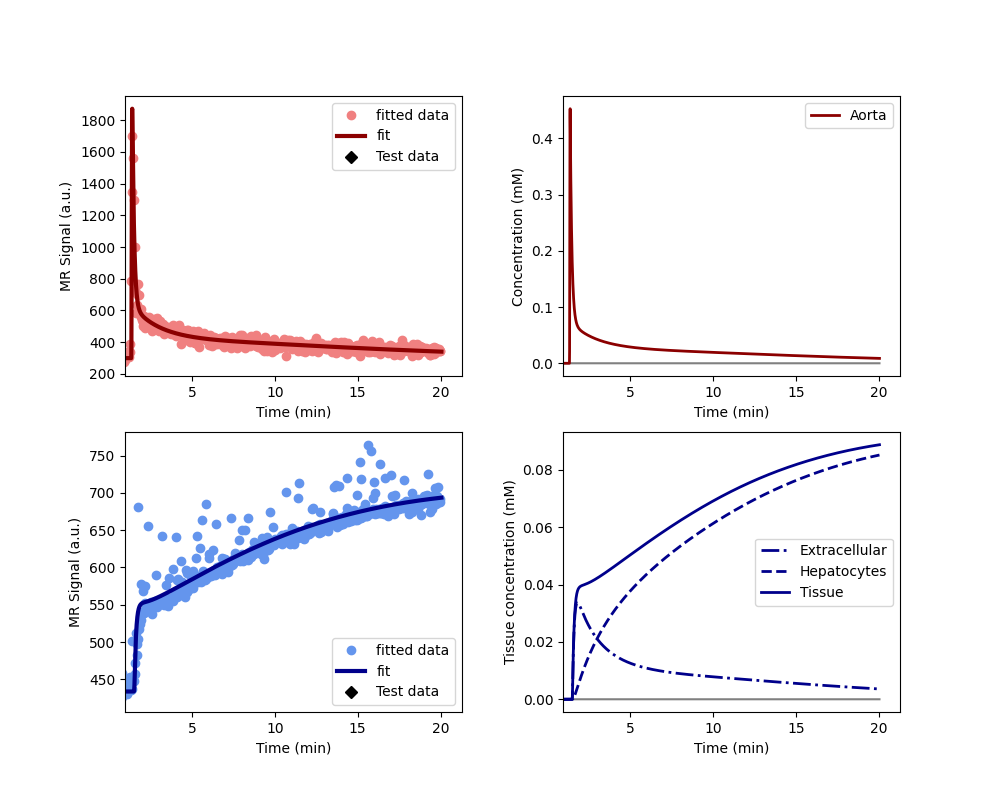 1800
1600
1400
1200
1000
800
600
400
200
MR Signal (a.u.)
5
10
15
20
Time (min)
fitted data
fit
Test data
0.4
0.3
0.2
0.1
0.0
Concentration (mM)
5
10
15
20
Time (min)
Aorta
750
700
650
600
550
500
450
MR Signal (a.u.)
5
10
15
20
Time (min)
fitted data
fit
Test data
0.08
0.06
0.04
0.02
0.00
Tissue concentration (mM)
5
10
15
20
Time (min)
Extracellular
Hepatocytes
Tissue